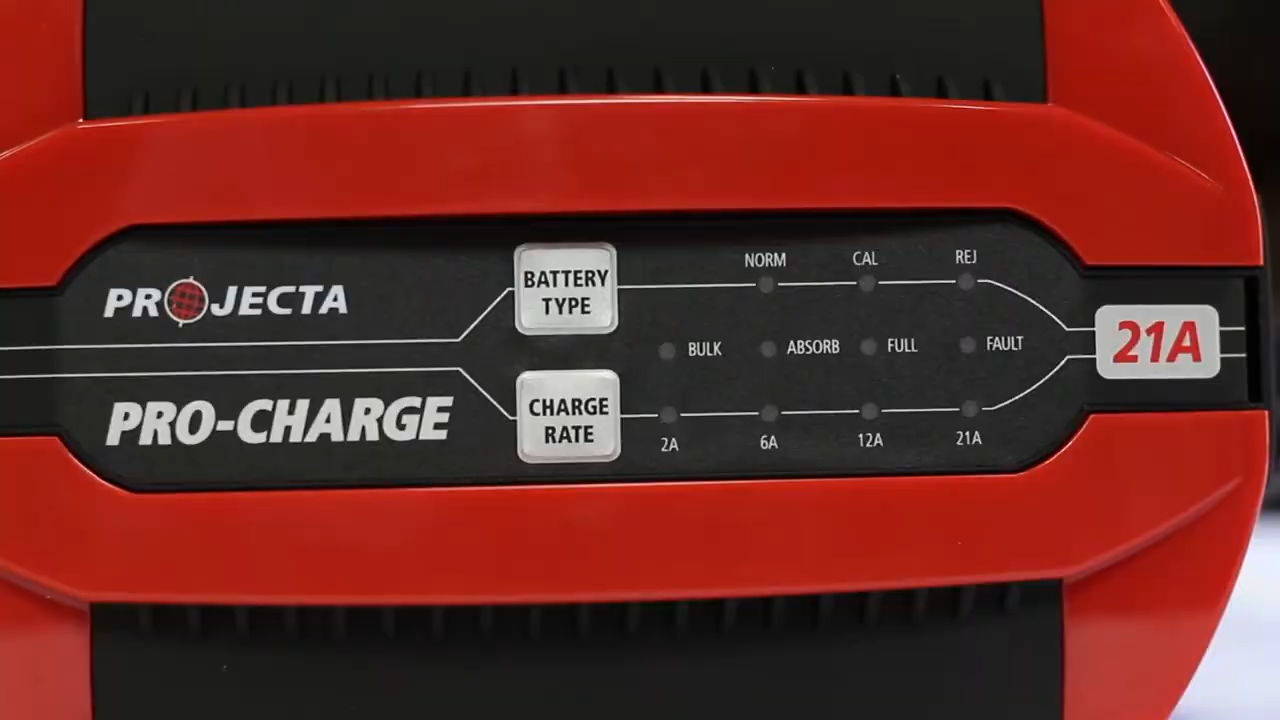 PROJECTA
PRO-CHARGE
BATTERY
TYPE
CHARGE
RATE
NORM CAL REJ
BULK ABSORB FULL FAULT
2A 6A 12A 21A
21A